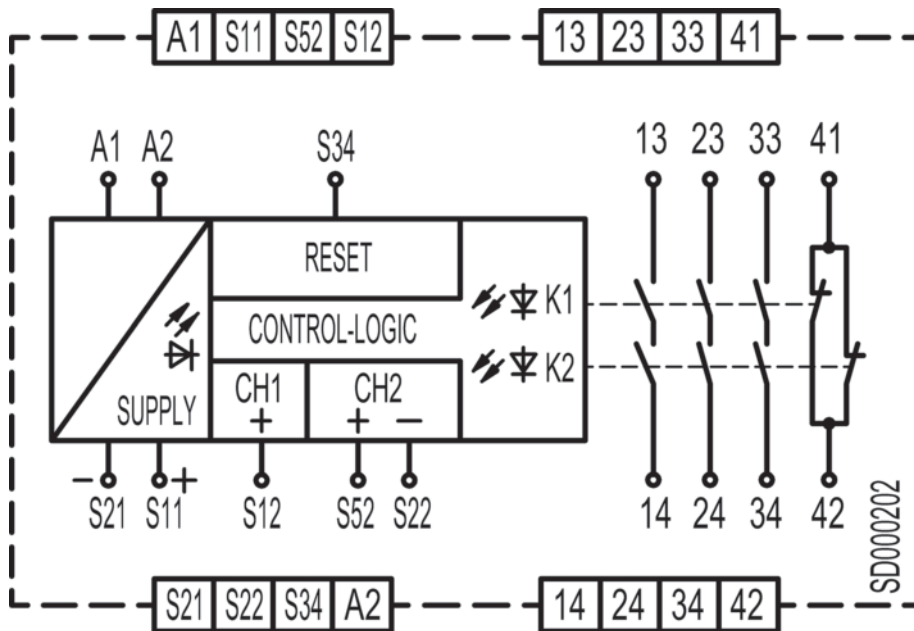 A1 S11 S52 S12 13 23 33 41
A1 A2 S34 13 23 33 41
RESET
K1
CONTROL-LOGIC
K2
CH1 CH2
SUPPLY + + −
− S21 S11 + S12 S52 S22 14 24 34 42
SD000202
S21 S22 S34 A2 14 24 34 42